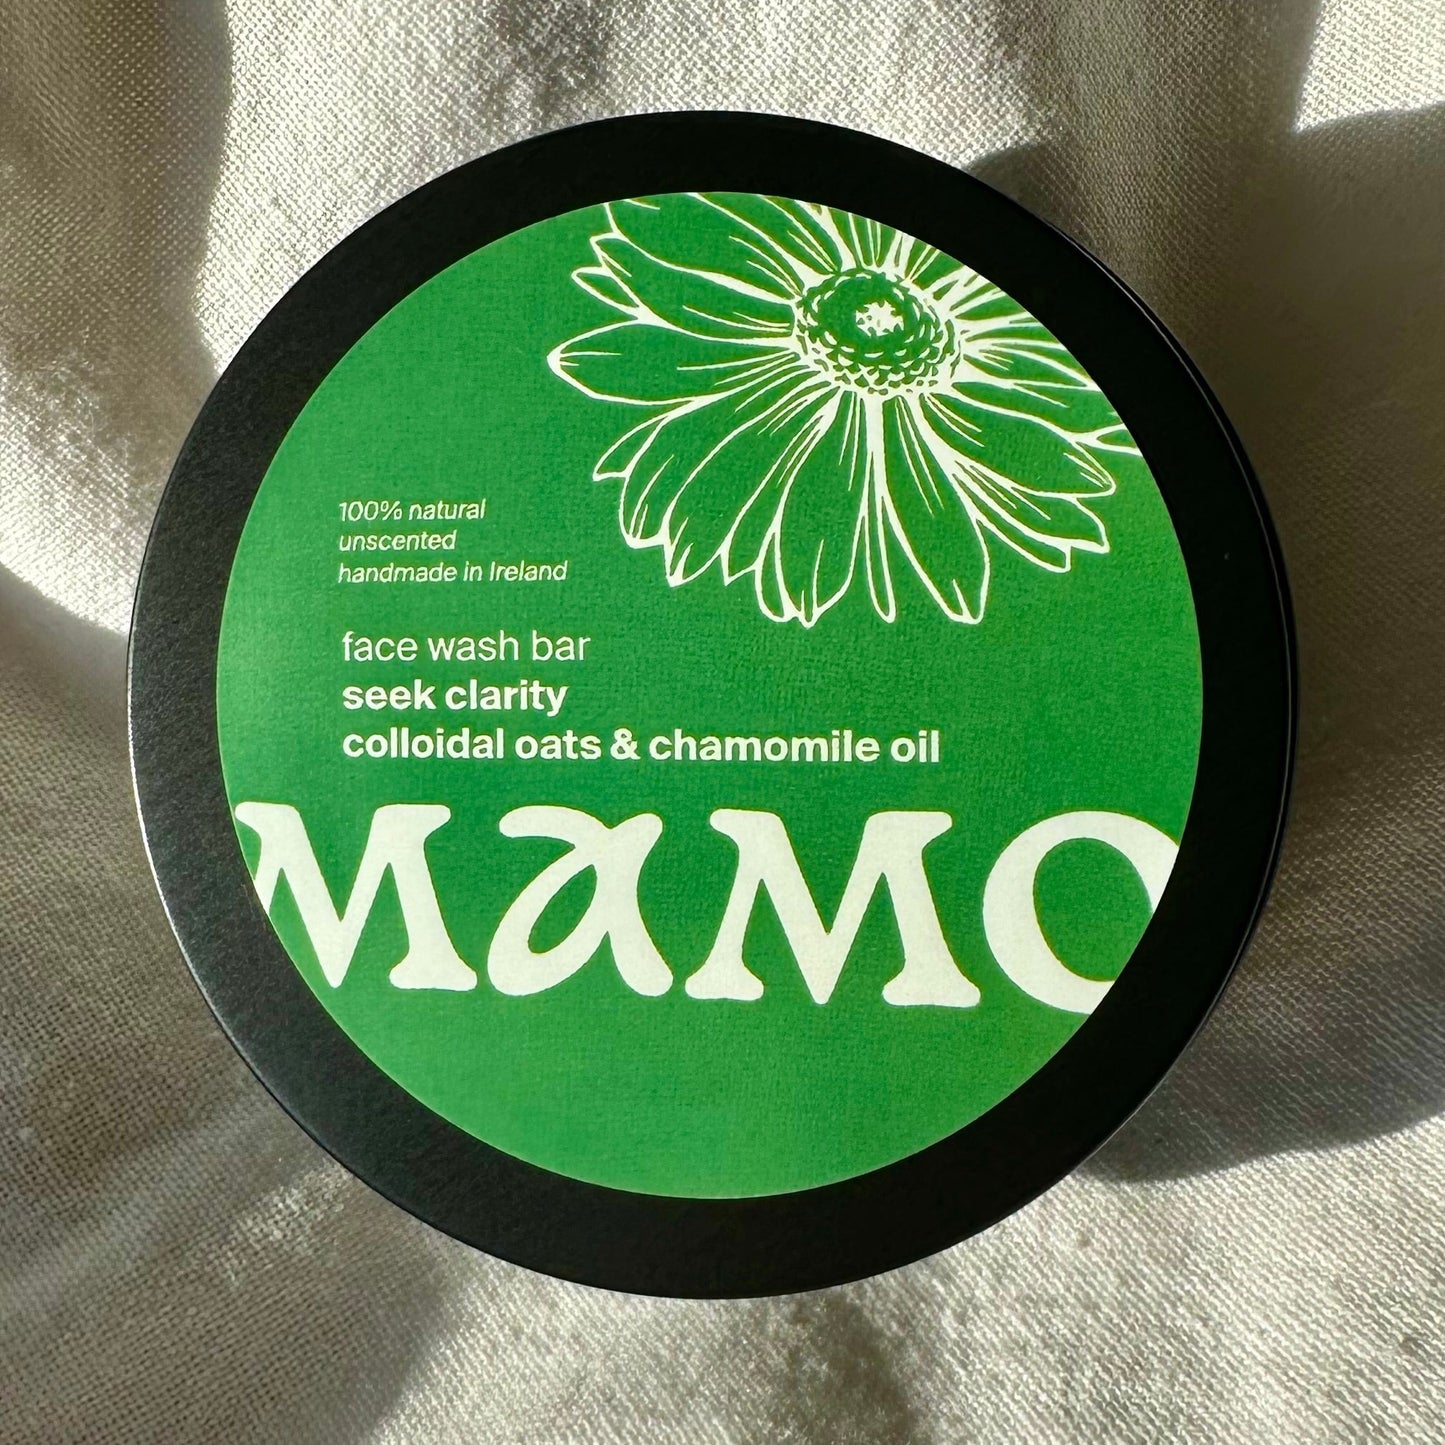 100% natural
unscented
handmade in Ireland
face wash bar
seek clarity
colloidal oats & chamomile oil
MaMO